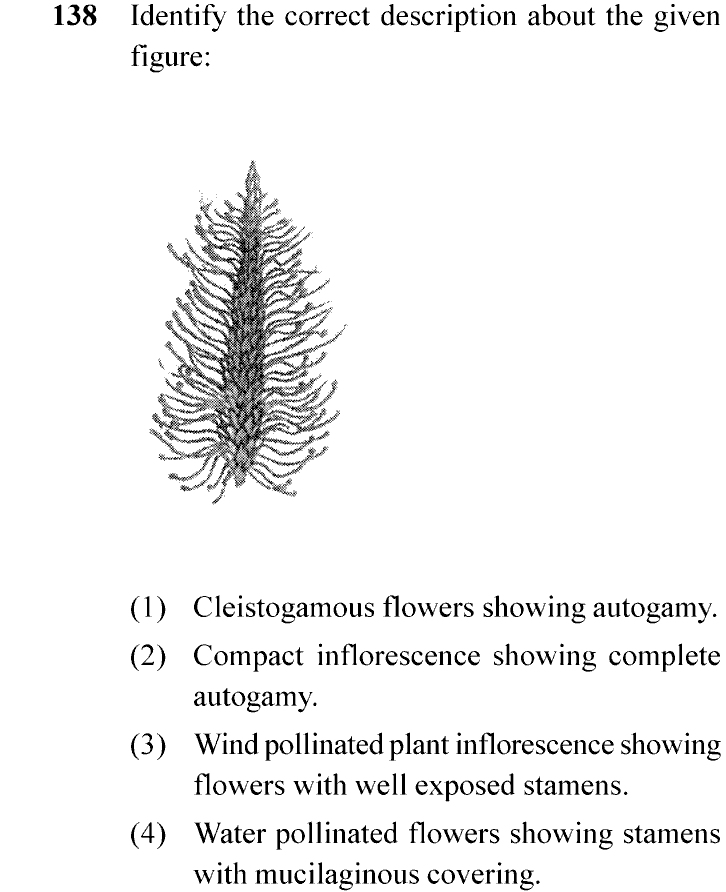 138 Identify the correct description about the given
figure:
(1) Cleistogamous flowers showing autogamy.
(2) Compact inflorescence showing complete
autogamy.
(3) Wind pollinated plant inflorescence showing
flowers with well exposed stamens.
(4) Water pollinated flowers showing stamens
with mucilaginous covering.